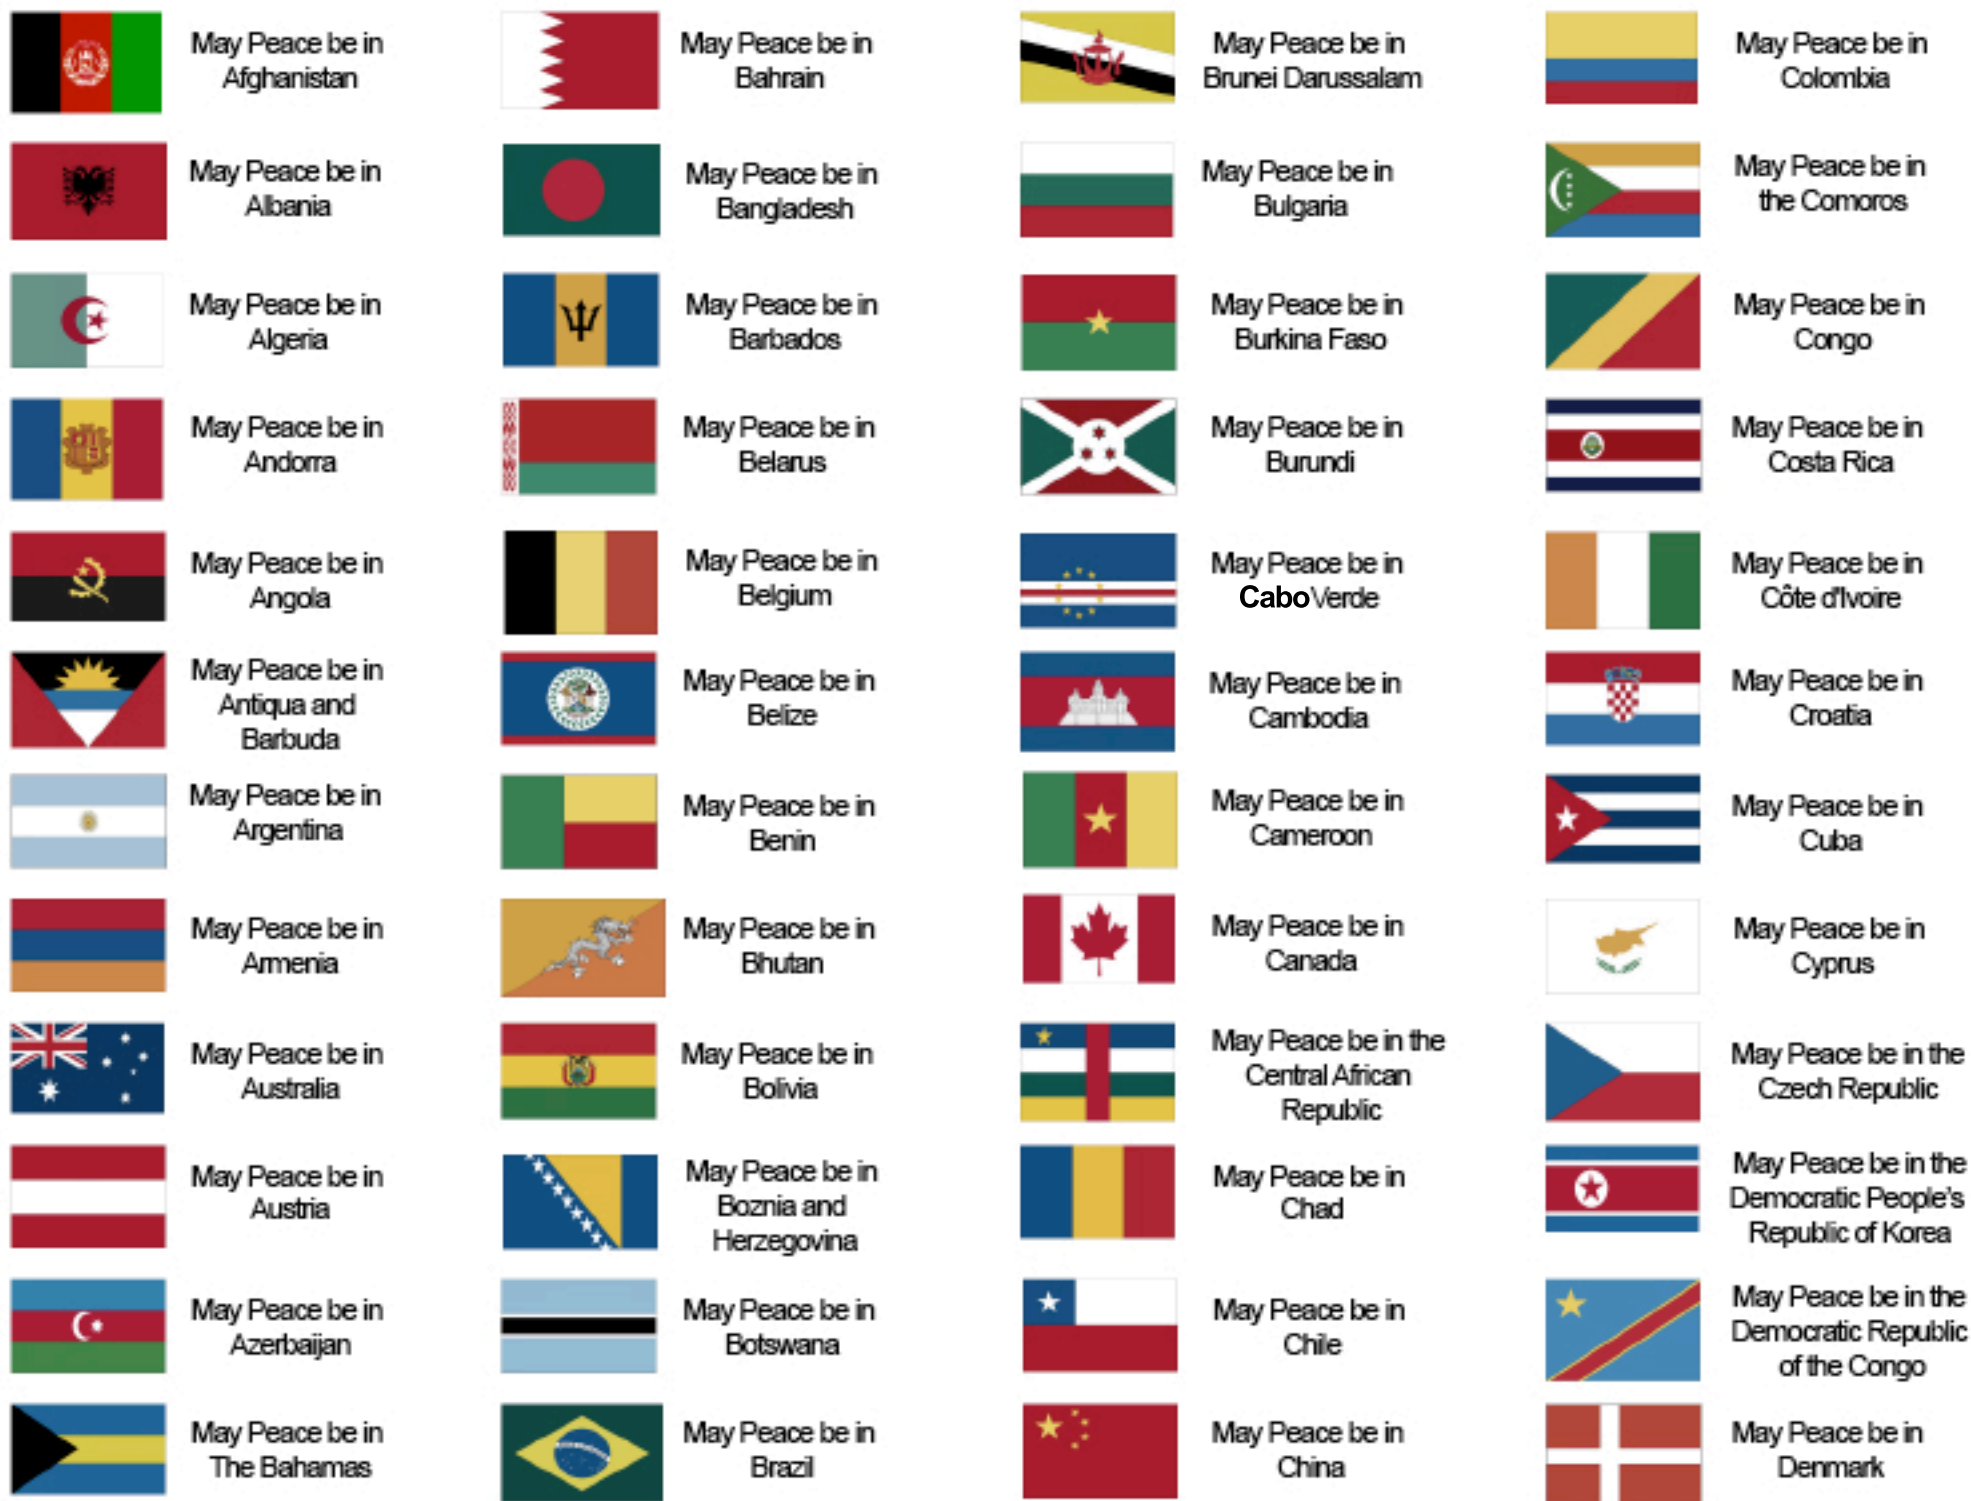 May Peace be in
Afghanistan
May Peace be in
Albania
May Peace be in
Algeria
May Peace be in
Andorra
May Peace be in
Angola
May Peace be in
Antiqua and
Barbuda
May Peace be in
Argentina
May Peace be in
Armenia
May Peace be in
Australia
May Peace be in
Austria
May Peace be in
Azerbaijan
May Peace be in
The Bahamas
May Peace be in
Bahrain
May Peace be in
Bangladesh
May Peace be in
Barbados
May Peace be in
Belarus
May Peace be in
Belgium
May Peace be in
Belize
May Peace be in
Benin
May Peace be in
Bhutan
May Peace be in
Bolivia
May Peace be in
Boznia and
Herzegovina
May Peace be in
Botswana
May Peace be in
Brazil
May Peace be in
Brunei Darussalam
May Peace be in
Bulgaria
May Peace be in
Burkina Faso
May Peace be in
Burundi
May Peace be in
Cabo Verde
May Peace be in
Cambodia
May Peace be in
Cameroon
May Peace be in
Canada
May Peace be in the
Central African
Republic
May Peace be in
Chad
May Peace be in
Chile
May Peace be in
China
May Peace be in
Colombia
May Peace be in
the Comoros
May Peace be in
Congo
May Peace be in
Costa Rica
May Peace be in
Côte d'Ivoire
May Peace be in
Croatia
May Peace be in
Cuba
May Peace be in
Cyprus
May Peace be in the
Czech Republic
May Peace be in the
Democratic People's
Republic of Korea
May Peace be in the
Democratic Republic
of the Congo
May Peace be in
Denmark